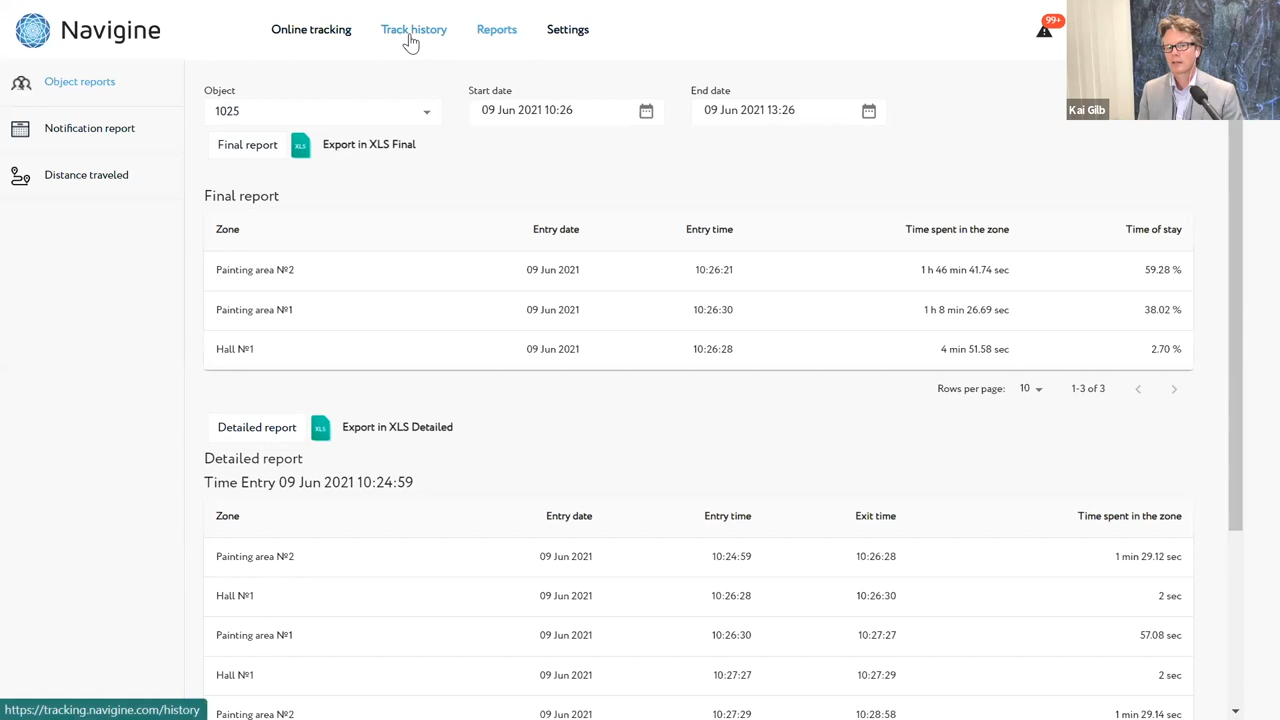 Navigine
Online tracking
Track history
Reports
Settings
99+
Kai Gilb
Object reports
Notification report
Distance traveled
Object
Start date
End date
1025
09 Jun 2021 10:26
09 Jun 2021 13:26
Final report
XLS
Export in XLS Final
Final report
Zone Entry date Entry time Time spent in the zone Time of stay
Painting area №2 09 Jun 2021 10:26:21 1 h 46 min 41.74 sec 59.28 %
Painting area №1 09 Jun 2021 10:26:30 1 h 8 min 26.69 sec 38.02 %
Hall №1 09 Jun 2021 10:26:28 4 min 51.58 sec 2.70 %
Rows per page: 10 1-3 of 3
Detailed report
XLS
Export in XLS Detailed
Detailed report
Time Entry 09 Jun 2021 10:24:59
Zone Entry date Entry time Exit time Time spent in the zone
Painting area №2 09 Jun 2021 10:24:59 10:26:28 1 min 29.12 sec
Hall №1 09 Jun 2021 10:26:28 10:26:30 2 sec
Painting area №1 09 Jun 2021 10:26:30 10:27:27 57.08 sec
Hall №1 09 Jun 2021 10:27:27 10:27:29 2 sec
Painting area №2 09 Jun 2021 10:27:29 10:28:58 1 min 29.14 sec
https://tracking.navigine.com/history